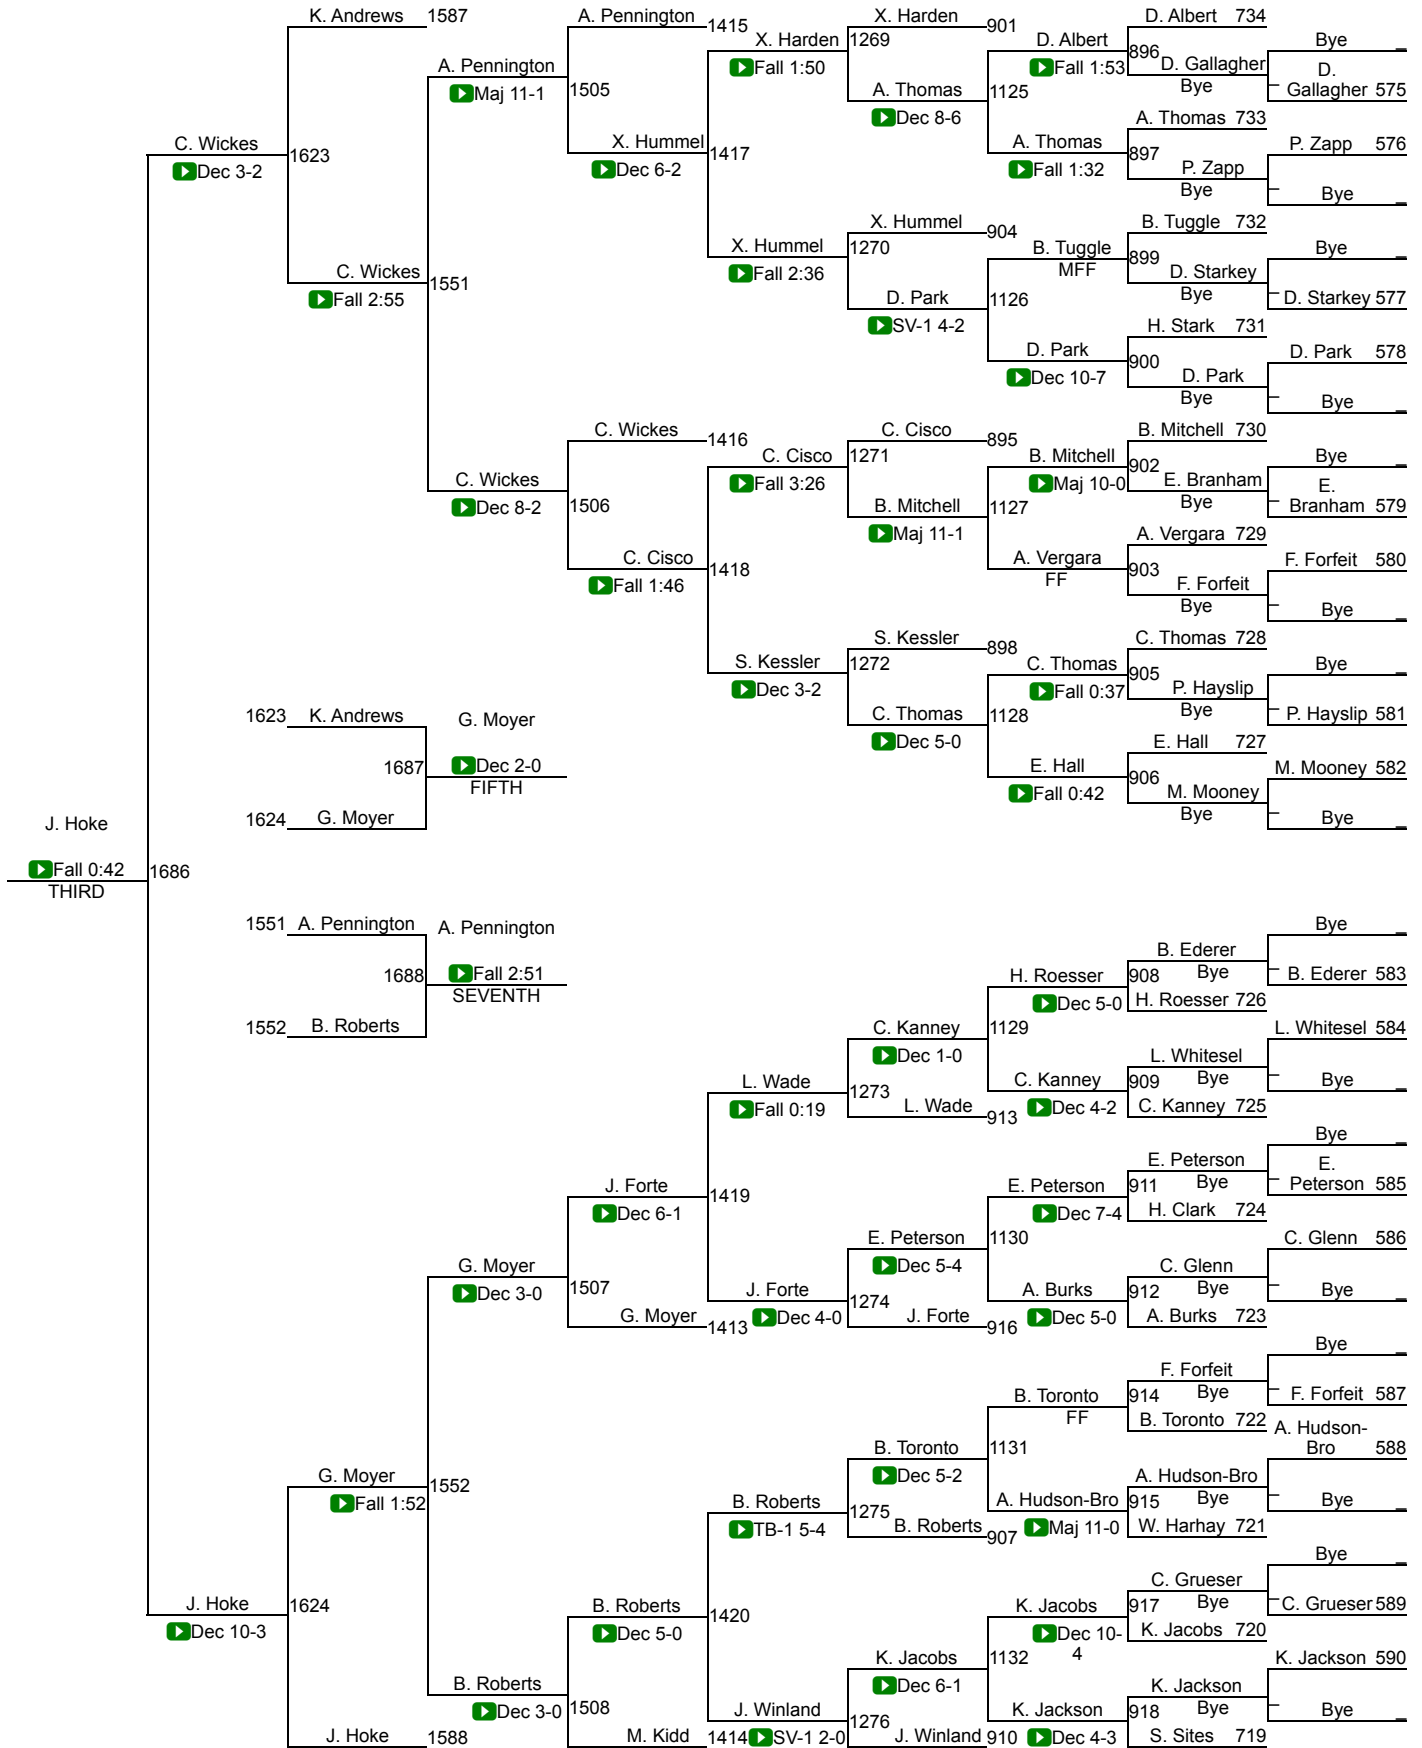 K. Andrews 1587
A. Pennington 1415
X. Harden 901
D. Albert 734
Bye
X. Harden
Fall 1:50
1269
D. Albert
Fall 1:53
896
D. Gallagher
Bye
D.
Gallagher 575
A. Pennington
Maj 11-1
1505
A. Thomas
Dec 8-6
1125
A. Thomas 733
P. Zapp 576
C. Wickes
Dec 3-2
1623
X. Hummel
Dec 6-2
1417
A. Thomas
Fall 1:32
897
P. Zapp
Bye
Bye
X. Hummel 904
B. Tuggle 732
Bye
X. Hummel
Fall 2:36
1270
B. Tuggle
MFF
899
D. Starkey
Bye
D. Starkey 577
C. Wickes
Fall 2:55
1551
D. Park
SV-1 4-2
1126
H. Stark 731
D. Park 578
D. Park
Dec 10-7
900
D. Park
Bye
Bye
C. Wickes 1416
C. Cisco 895
B. Mitchell 730
Bye
C. Cisco
Fall 3:26
1271
B. Mitchell
Maj 10-0
902
E. Branham
Bye
E.
Branham 579
C. Wickes
Dec 8-2
1506
B. Mitchell
Maj 11-1
1127
A. Vergara 729
F. Forfeit 580
C. Cisco
Fall 1:46
1418
A. Vergara
FF
903
F. Forfeit
Bye
Bye
S. Kessler 898
C. Thomas 728
Bye
S. Kessler
Dec 3-2
1272
C. Thomas
Fall 0:37
905
P. Hayslip
Bye
P. Hayslip 581
1623 K. Andrews
G. Moyer
C. Thomas
Dec 5-0
1128
E. Hall 727
M. Mooney 582
1687
Dec 2-0
FIFTH
E. Hall
Fall 0:42
906
M. Mooney
Bye
Bye
1624 G. Moyer
J. Hoke
Fall 0:42
THIRD
1686
1551 A. Pennington
A. Pennington
Bye
1688
Fall 2:51
SEVENTH
H. Roesser
Dec 5-0
908
B. Ederer
Bye
B. Ederer 583
H. Roesser 726
1552 B. Roberts
C. Kanney
Dec 1-0
1129
L. Whitesel 584
L. Wade
Fall 0:19
1273
L. Wade 913
C. Kanney
Dec 4-2
909
L. Whitesel
Bye
Bye
C. Kanney 725
Bye
J. Forte
Dec 6-1
1419
E. Peterson
Dec 7-4
911
E. Peterson
Bye
E.
Peterson 585
H. Clark 724
G. Moyer
Dec 3-0
1507
E. Peterson
Dec 5-4
1130
C. Glenn 586
J. Forte
Dec 4-0
1274
A. Burks
Dec 5-0
912
C. Glenn
Bye
Bye
G. Moyer 1413
J. Forte 916
A. Burks 723
Bye
B. Toronto
FF
914
F. Forfeit
Bye
F. Forfeit 587
B. Toronto 722
G. Moyer
Fall 1:52
1552
B. Toronto
Dec 5-2
1131
A. Hudson-
Bro 588
B. Roberts
TB-1 5-4
1275
B. Roberts 907
A. Hudson-Bro
Maj 11-0
915
A. Hudson-Bro
Bye
Bye
W. Harhay 721
Bye
J. Hoke
Dec 10-3
1624
B. Roberts
Dec 5-0
1420
K. Jacobs
Dec 10-
4
917
C. Grueser
Bye
C. Grueser 589
K. Jacobs 720
B. Roberts
Dec 3-0
1508
K. Jacobs
Dec 6-1
1132
K. Jackson 590
J. Winland
SV-1 2-0
1276
K. Jackson
Dec 4-3
918
K. Jackson
Bye
Bye
J. Hoke 1588
M. Kidd 1414
J. Winland 910
S. Sites 719